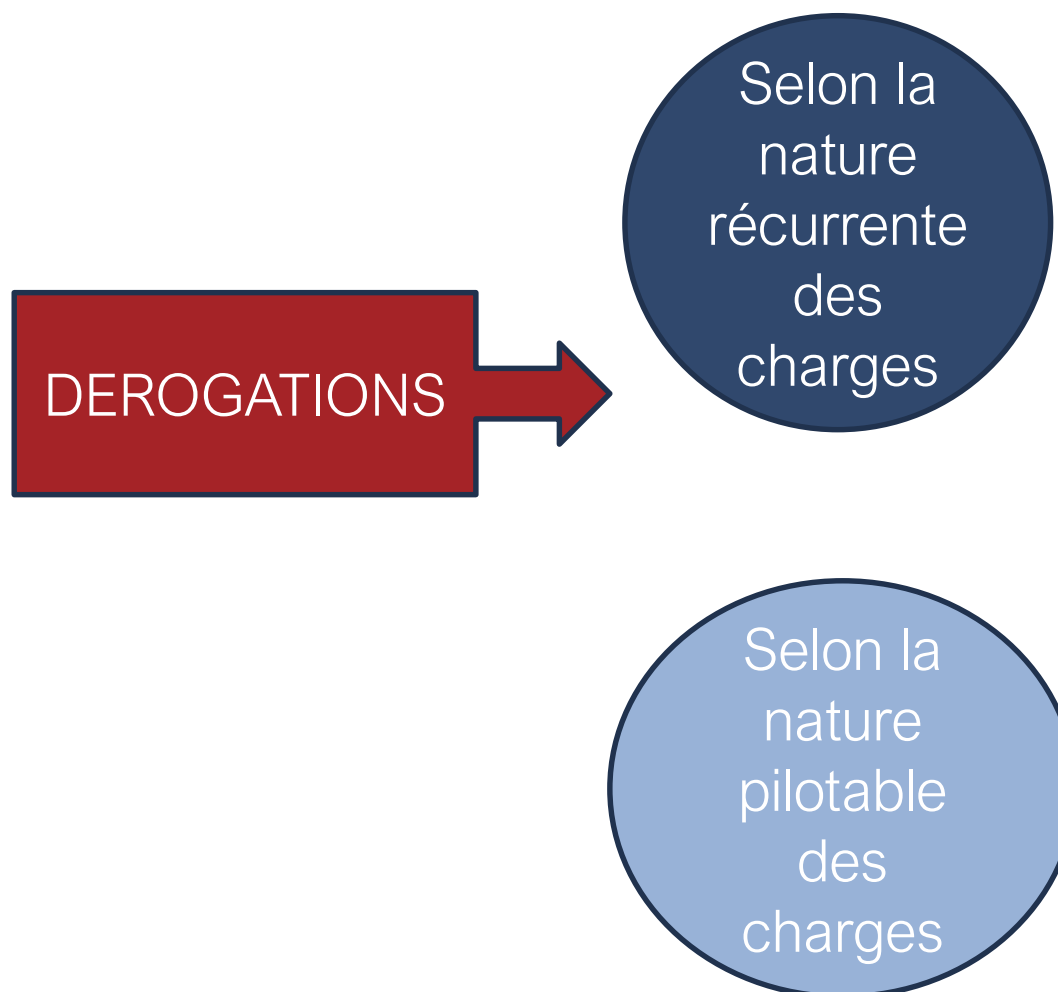 DEROGATIONS
Selon la
nature
récurrente
des
charges
Selon la
nature
pilotable
des
charges